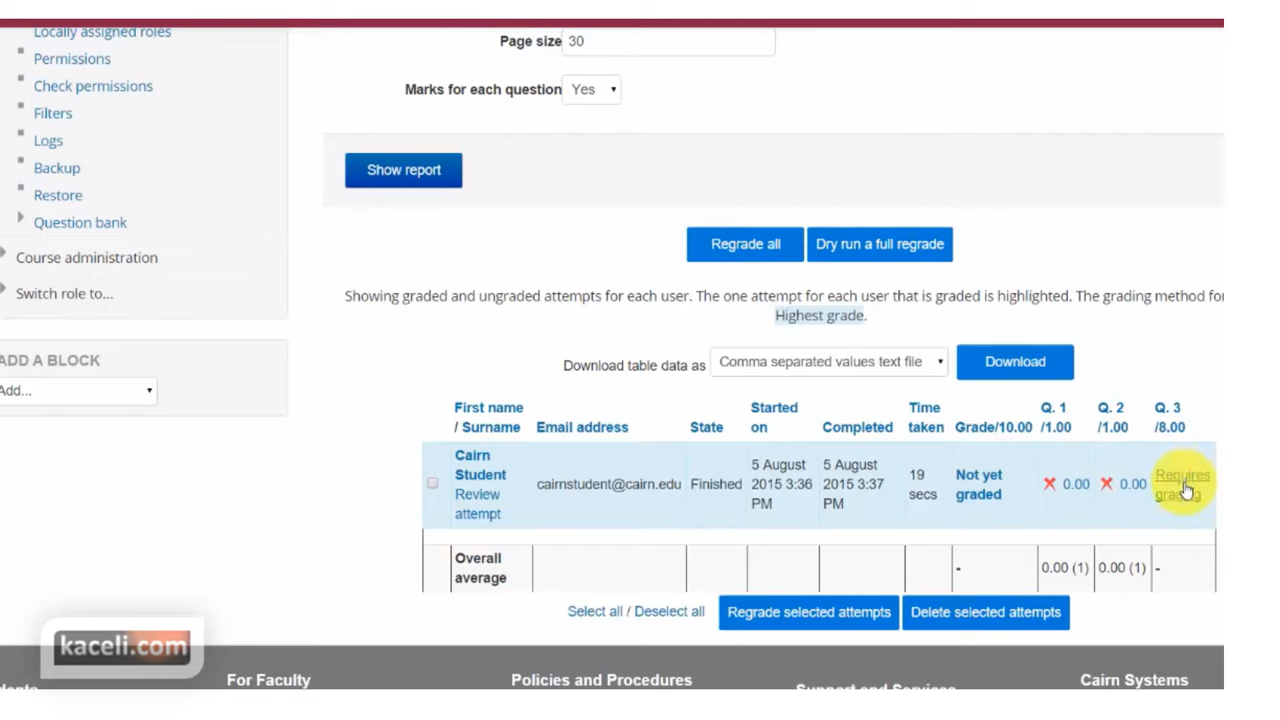 Locally assigned roles
Permissions
Check permissions
Filters
Logs
Backup
Restore
Question bank
Course administration
Switch role to...
ADD A BLOCK
Add...
Page size 30
Marks for each question Yes
Show report
Regrade all Dry run a full regrade
Showing graded and ungraded attempts for each user. The one attempt for each user that is graded is highlighted. The grading method for
Highest grade.
Download table data as Comma separated values text file Download
First name / Surname Email address State Started on Completed Time taken Grade/10.00 Q. 1 /1.00 Q. 2 /1.00 Q. 3 /8.00
Cairn Student Review attempt cairnstudent@cairn.edu Finished 5 August 2015 3:36 PM 5 August 2015 3:37 PM 19 secs Not yet graded 0.00 0.00 Requires grading
Overall average - 0.00 (1) 0.00 (1) -
Select all / Deselect all Regrade selected attempts Delete selected attempts
kaceli.com
For Faculty Policies and Procedures Support and Services Cairn Systems